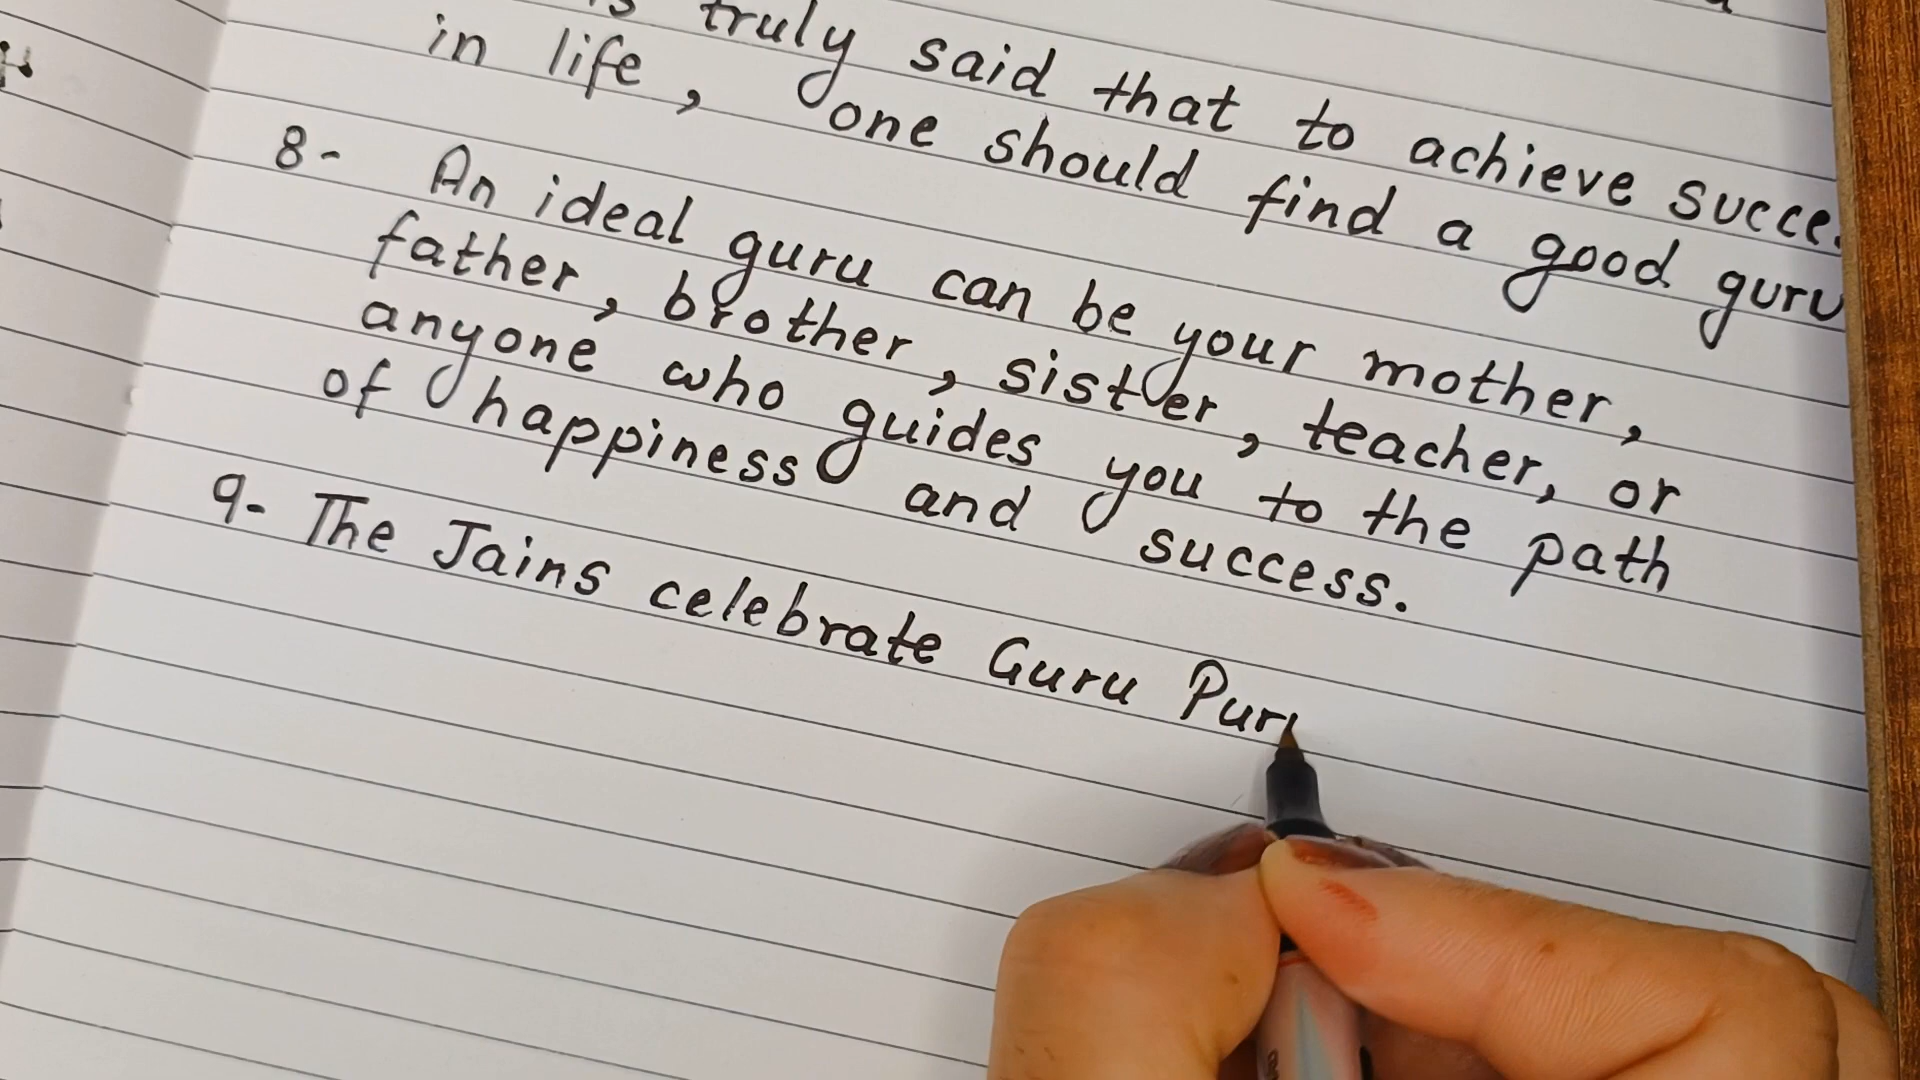 truly said that to achieve succe
in life, one should find a good guru
8- An ideal guru can be your mother,
father, brother, sister, teacher, or
anyone who guides you to the path
of happiness and success.
9- The Jains celebrate Guru Pur